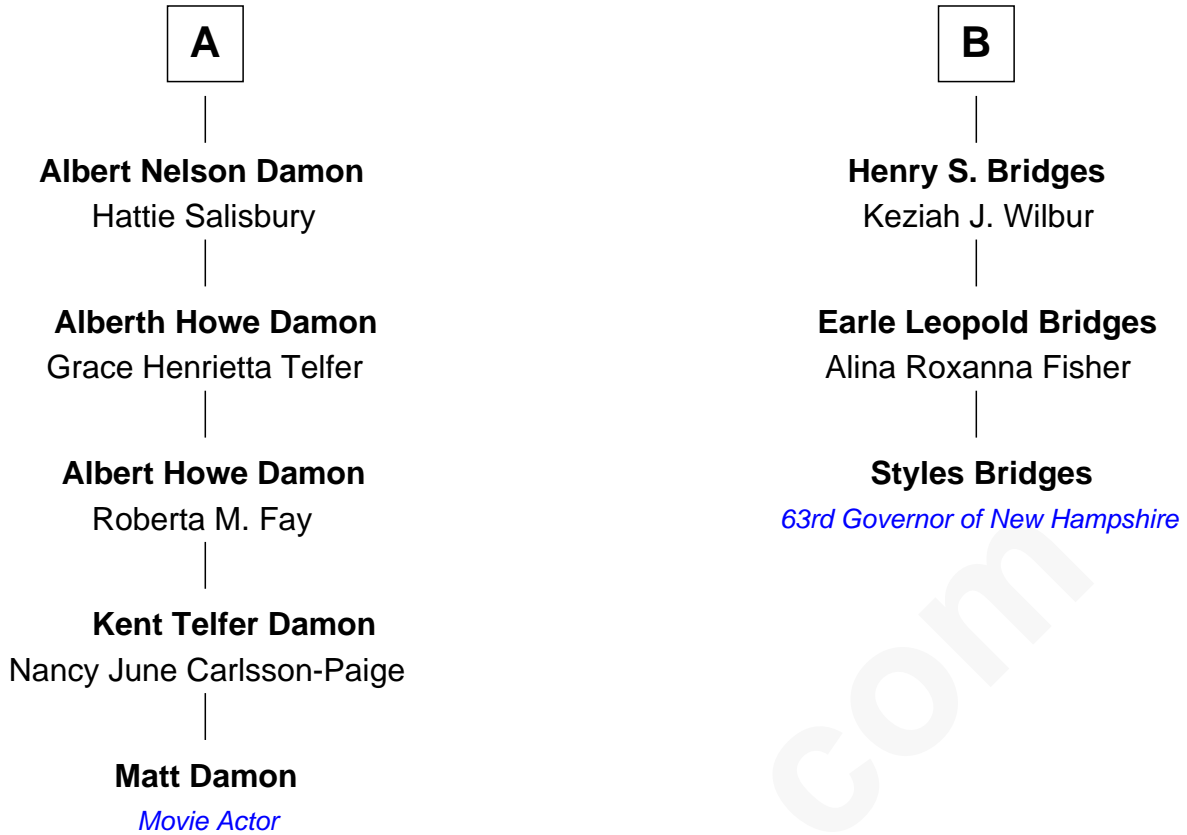 A
Albert Nelson Damon
Hattie Salisbury
Alberth Howe Damon
Grace Henrietta Telfer
Albert Howe Damon
Roberta M. Fay
Kent Telfer Damon
Nancy June Carlsson-Paige
Matt Damon
Movie Actor
B
Henry S. Bridges
Keziah J. Wilbur
Earle Leopold Bridges
Alina Roxanna Fisher
Styles Bridges
63rd Governor of New Hampshire
com